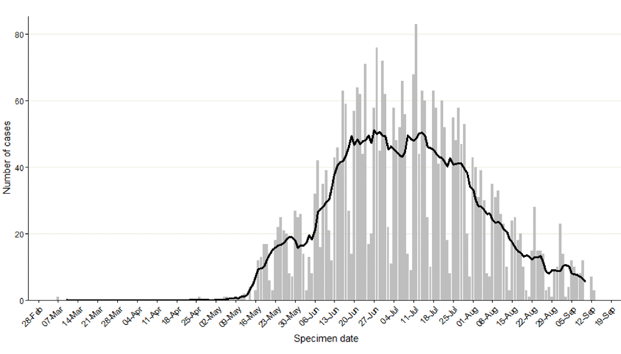 Number of cases
80
60
40
20
0
28-Feb 07-Mar 14-Mar 21-Mar 28-Mar 04-Apr 11-Apr 18-Apr 25-Apr 02-May 09-May 16-May 23-May 30-May 06-Jun 13-Jun 20-Jun 27-Jun 04-Jul 11-Jul 18-Jul 25-Jul 01-Aug 08-Aug 15-Aug 22-Aug 29-Aug 05-Sep 12-Sep 19-Sep
Specimen date